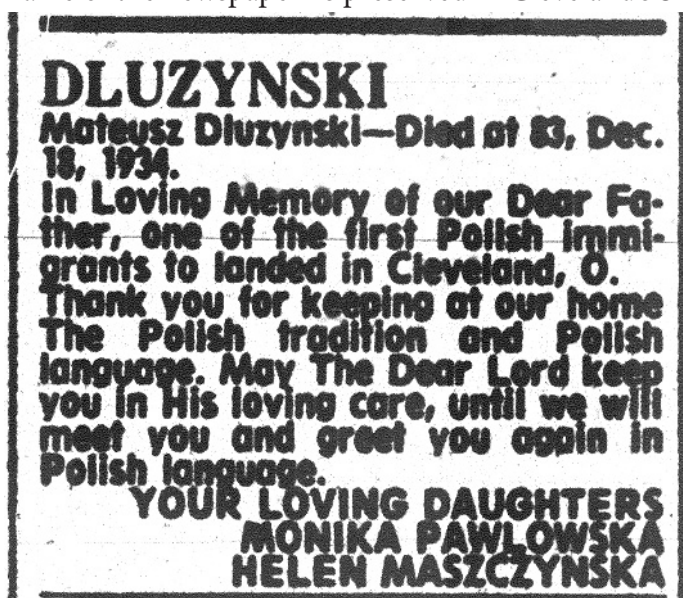 DLUZYNSKI
Mateusz Dluzynski—Died at 83, Dec.
18, 1934.
In Loving Memory of our Dear Fa-
ther, one of the first Polish immi-
grants to landed in Cleveland, O.
Thank you for keeping at our home
The Polish tradition and Polish
language. May The Dear Lord keep
you in His loving care, until we will
meet you and greet you again in
Polish language.
YOUR LOVING DAUGHTERS
MONIKA PAWLOWSKA
HELEN MASZCZYNSKA